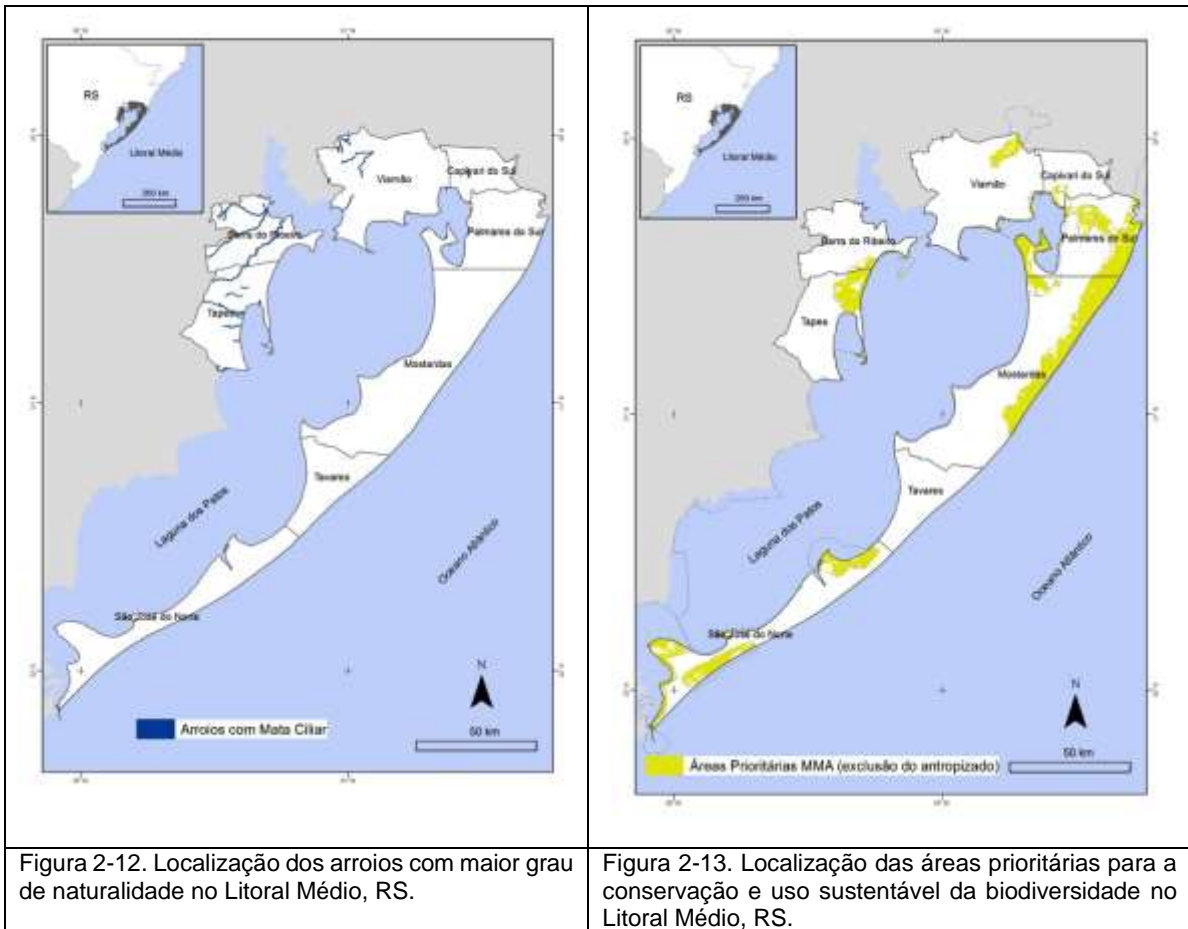 RS
Litoral Médio
Viamão
Capivari do Sul
Barra do Ribeiro
Palmares do Sul
Tapes
Mostardas
Tavares
Laguna dos Patos
Oceano Atlântico
São José do Norte
N
Arroios com Mata Ciliar
50 km
Figura 2-12. Localização dos arroios com maior grau
de naturalidade no Litoral Médio, RS.
RS
Litoral Médio
Viamão
Capivari do Sul
Barra do Ribeiro
Palmares do Sul
Tapes
Mostardas
Tavares
Laguna dos Patos
Oceano Atlântico
São José do Norte
N
Áreas Prioritárias MMA (exclusão do antropizado)
50 km
Figura 2-13. Localização das áreas prioritárias para a
conservação e uso sustentável da biodiversidade no
Litoral Médio, RS.